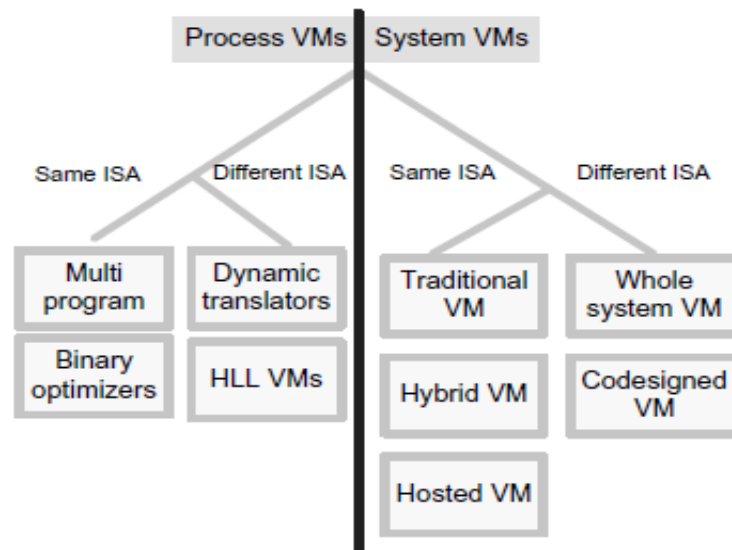 Process VMs
System VMs
Same ISA
Different ISA
Same ISA
Different ISA
Multi
program
Dynamic
translators
Traditional
VM
Whole
system VM
Binary
optimizers
HLL VMs
Hybrid VM
Codesigned
VM
Hosted VM